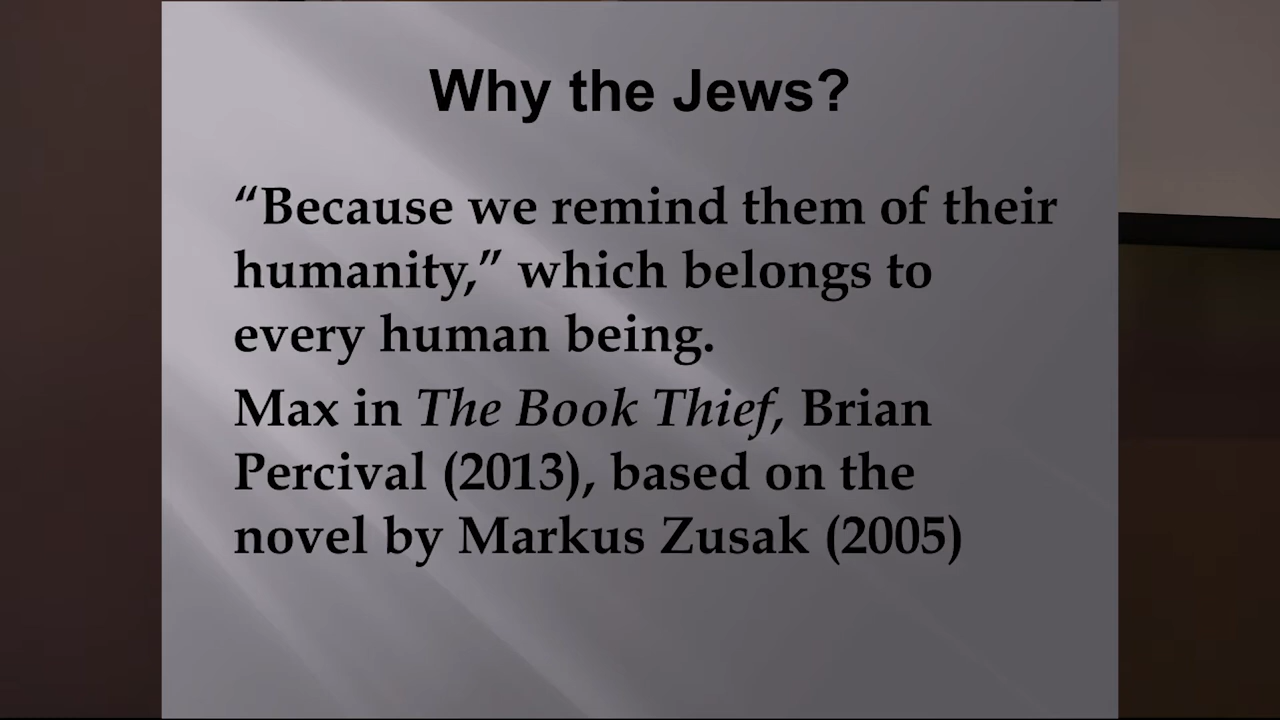 Why the Jews?
“Because we remind them of their
humanity,” which belongs to
every human being.
Max in The Book Thief, Brian
Percival (2013), based on the
novel by Markus Zusak (2005)